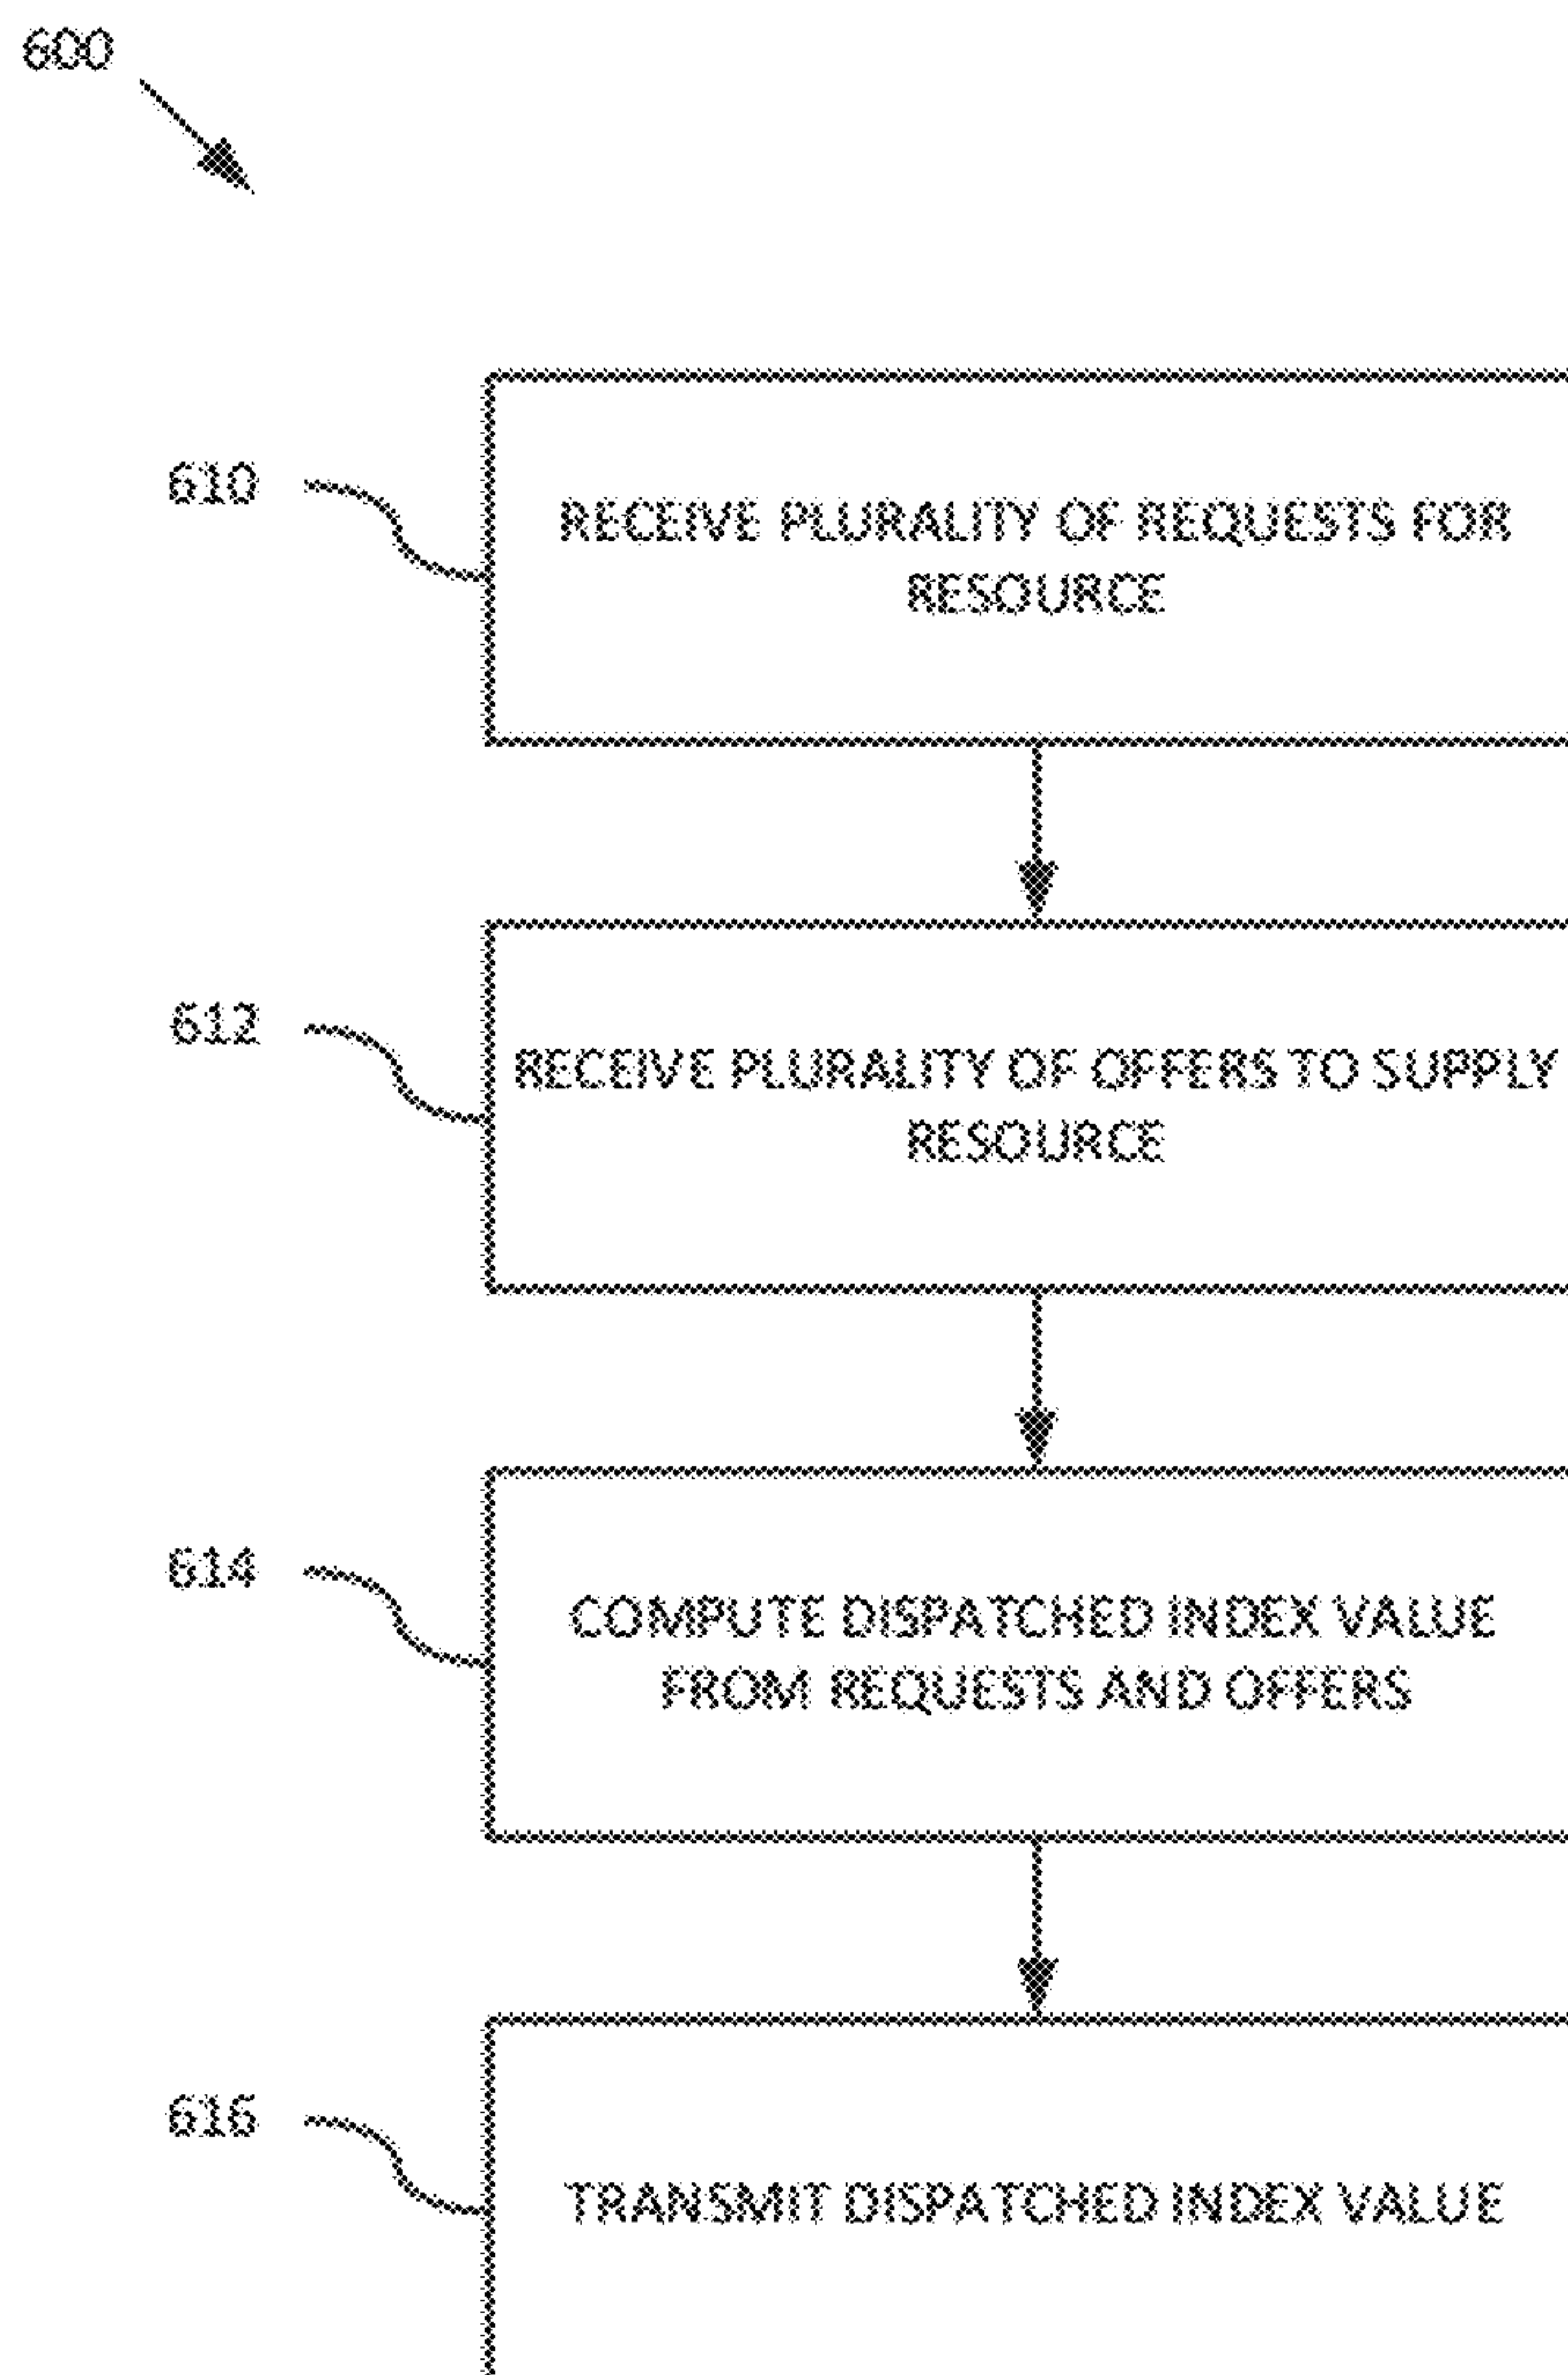 600
610
RECEIVE PLURALITY OF REQUESTS FOR
RESOURCE
612
RECEIVE PLURALITY OF OFFERS TO SUPPLY
RESOURCE
614
COMPUTE DISPATCHED INDEX VALUE
FROM REQUESTS AND OFFERS
616
TRANSMIT DISPATCHED INDEX VALUE